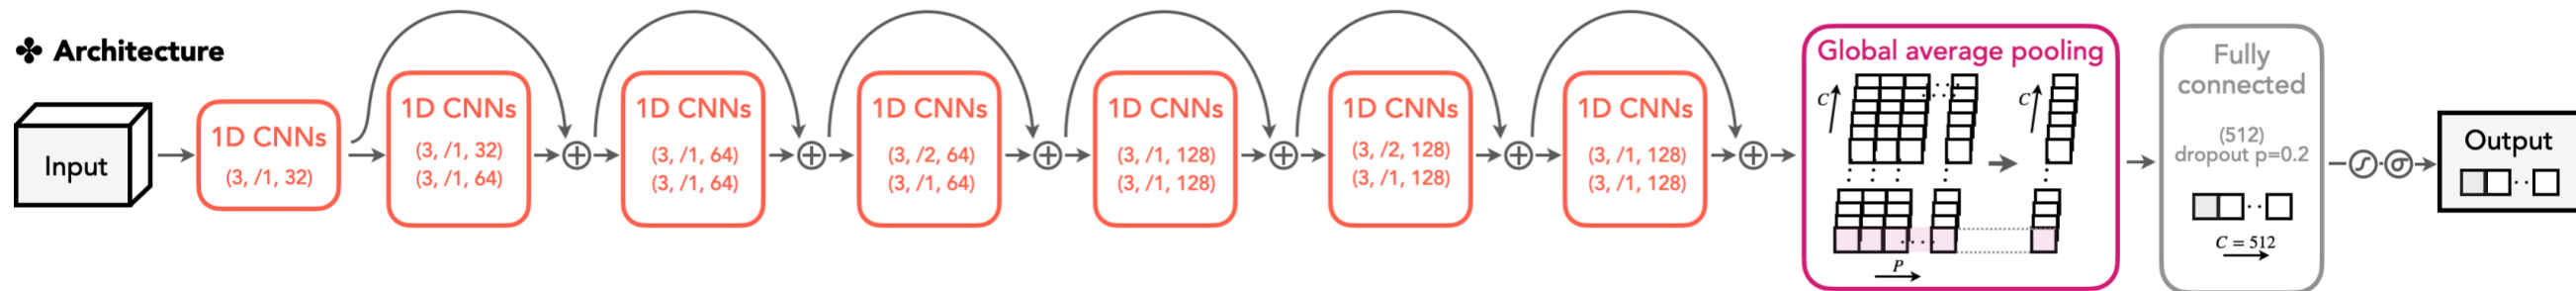 ✤ Architecture
Input
1D CNNs
(3, /1, 32)
1D CNNs
(3, /1, 32)
(3, /1, 64)
1D CNNs
(3, /1, 64)
(3, /1, 64)
1D CNNs
(3, /2, 64)
(3, /1, 64)
1D CNNs
(3, /1, 128)
(3, /1, 128)
1D CNNs
(3, /2, 128)
(3, /1, 128)
1D CNNs
(3, /1, 128)
(3, /1, 128)
Global average pooling
C
C
P
Fully
connected
(512)
dropout p=0.2
C = 512
σ
Output